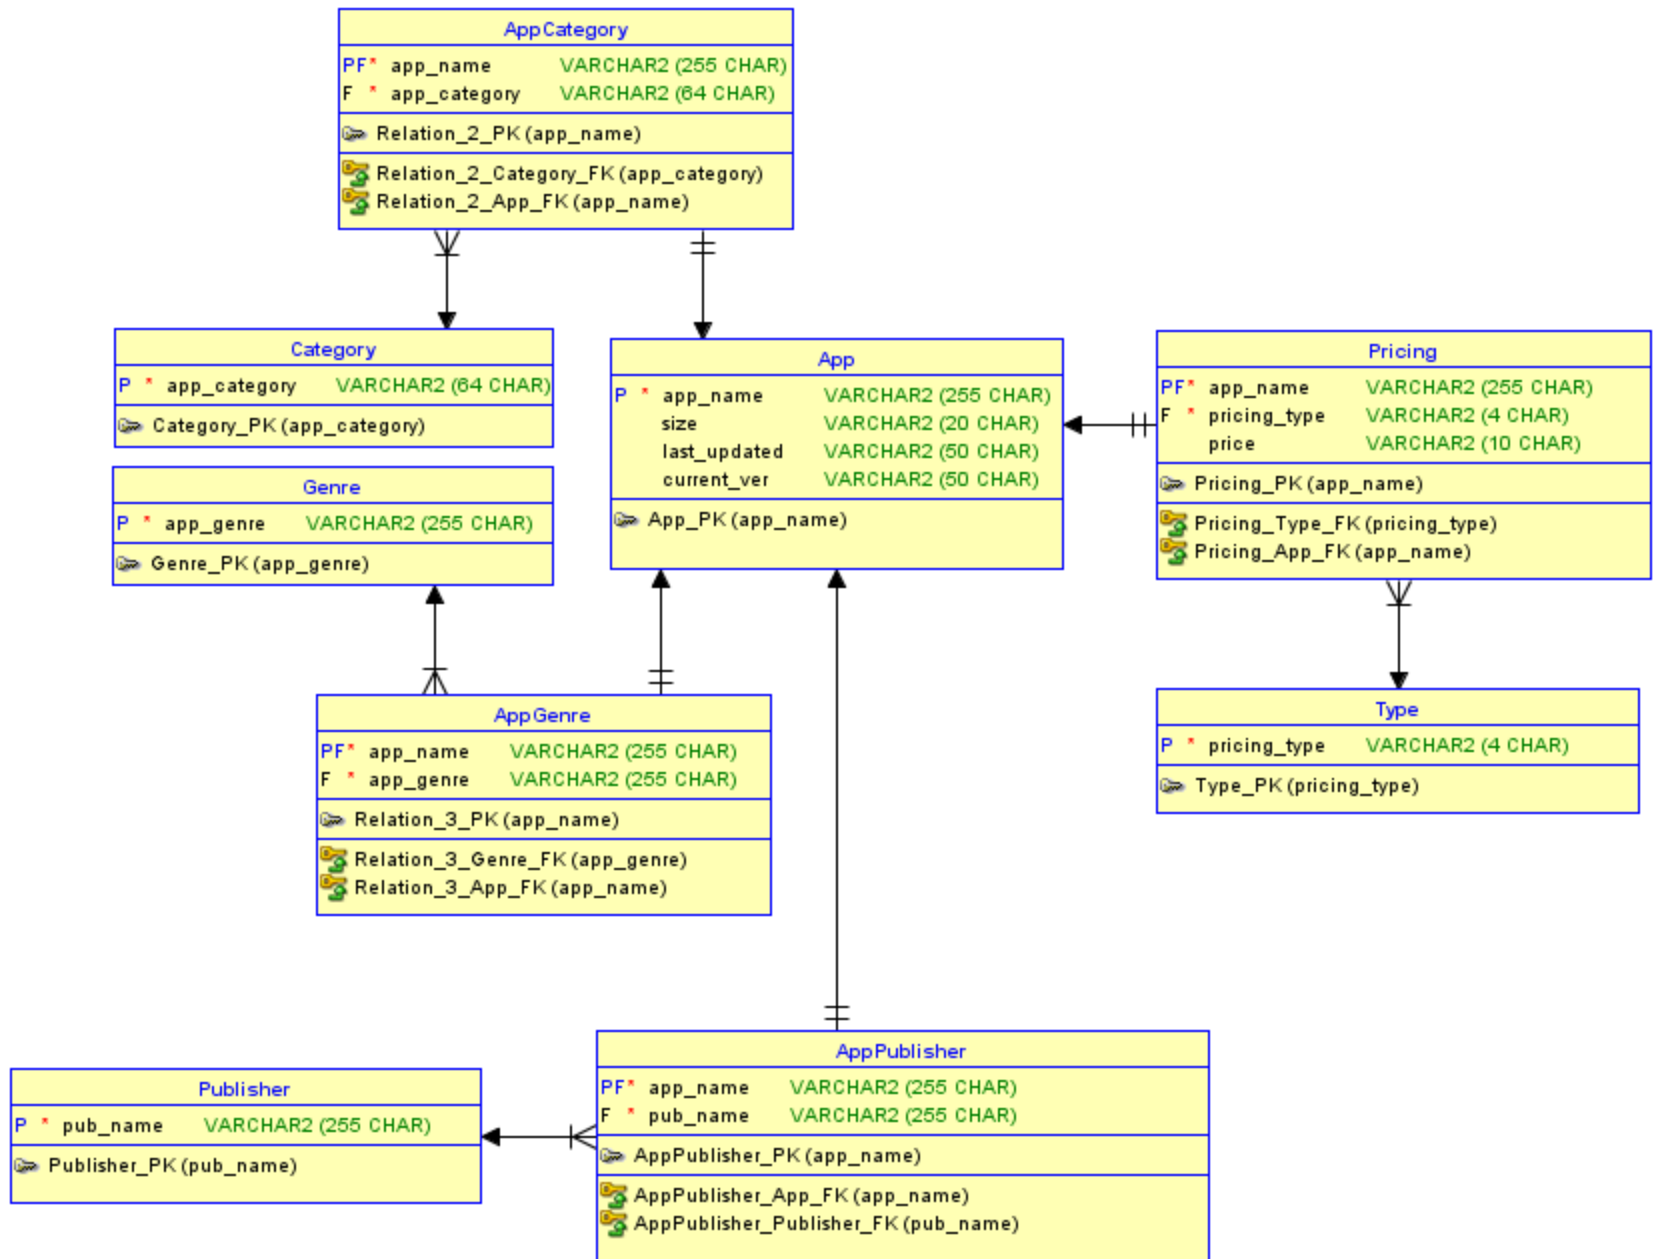 AppCategory
PF* app_name VARCHAR2 (255 CHAR)
F * app_category VARCHAR2 (64 CHAR)
Relation_2_PK (app_name)
Relation_2_Category_FK (app_category)
Relation_2_App_FK (app_name)
Category
P * app_category VARCHAR2 (64 CHAR)
Category_PK (app_category)
App
P * app_name VARCHAR2 (255 CHAR)
size VARCHAR2 (20 CHAR)
last_updated VARCHAR2 (50 CHAR)
current_ver VARCHAR2 (50 CHAR)
App_PK (app_name)
Pricing
PF* app_name VARCHAR2 (255 CHAR)
F * pricing_type VARCHAR2 (4 CHAR)
price VARCHAR2 (10 CHAR)
Pricing_PK (app_name)
Pricing_Type_FK (pricing_type)
Pricing_App_FK (app_name)
Genre
P * app_genre VARCHAR2 (255 CHAR)
Genre_PK (app_genre)
AppGenre
PF* app_name VARCHAR2 (255 CHAR)
F * app_genre VARCHAR2 (255 CHAR)
Relation_3_PK (app_name)
Relation_3_Genre_FK (app_genre)
Relation_3_App_FK (app_name)
Type
P * pricing_type VARCHAR2 (4 CHAR)
Type_PK (pricing_type)
Publisher
P * pub_name VARCHAR2 (255 CHAR)
Publisher_PK (pub_name)
AppPublisher
PF* app_name VARCHAR2 (255 CHAR)
F * pub_name VARCHAR2 (255 CHAR)
AppPublisher_PK (app_name)
AppPublisher_App_FK (app_name)
AppPublisher_Publisher_FK (pub_name)